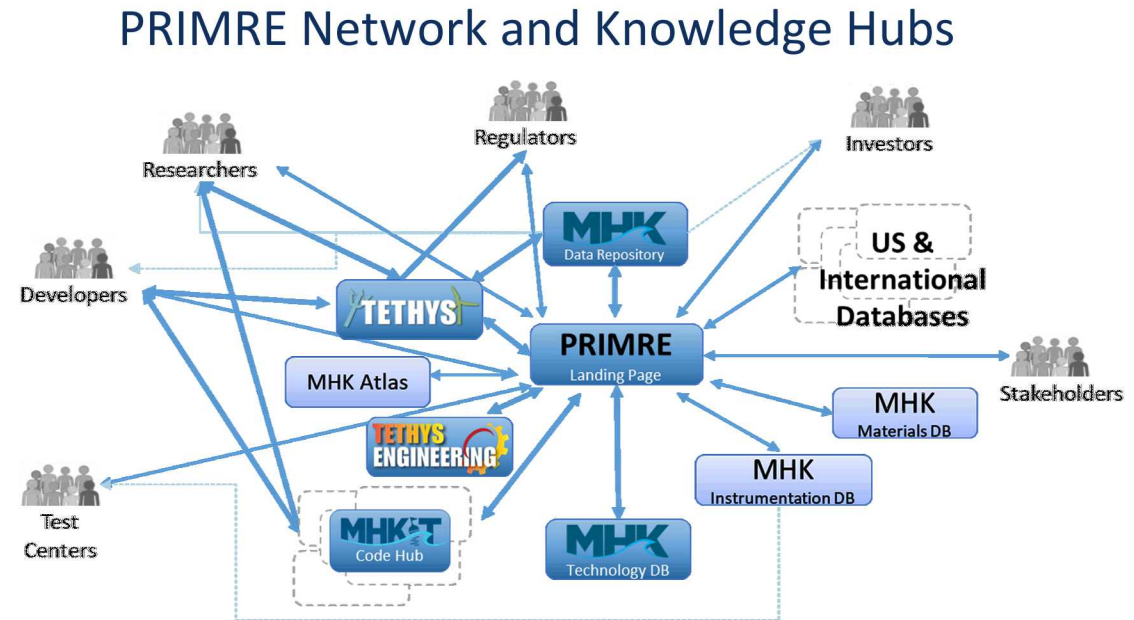 PRIMRE Network and Knowledge Hubs
Researchers
Regulators
Investors
Developers
MHK
Data Repository
US &
International
Databases
TETHYS
PRIMRE
Landing Page
MHK Atlas
Stakeholders
MHK
Materials DB
TETHYS
ENGINEERING
MHK
Instrumentation DB
Test
Centers
MHKiT
Code Hub
MHK
Technology DB